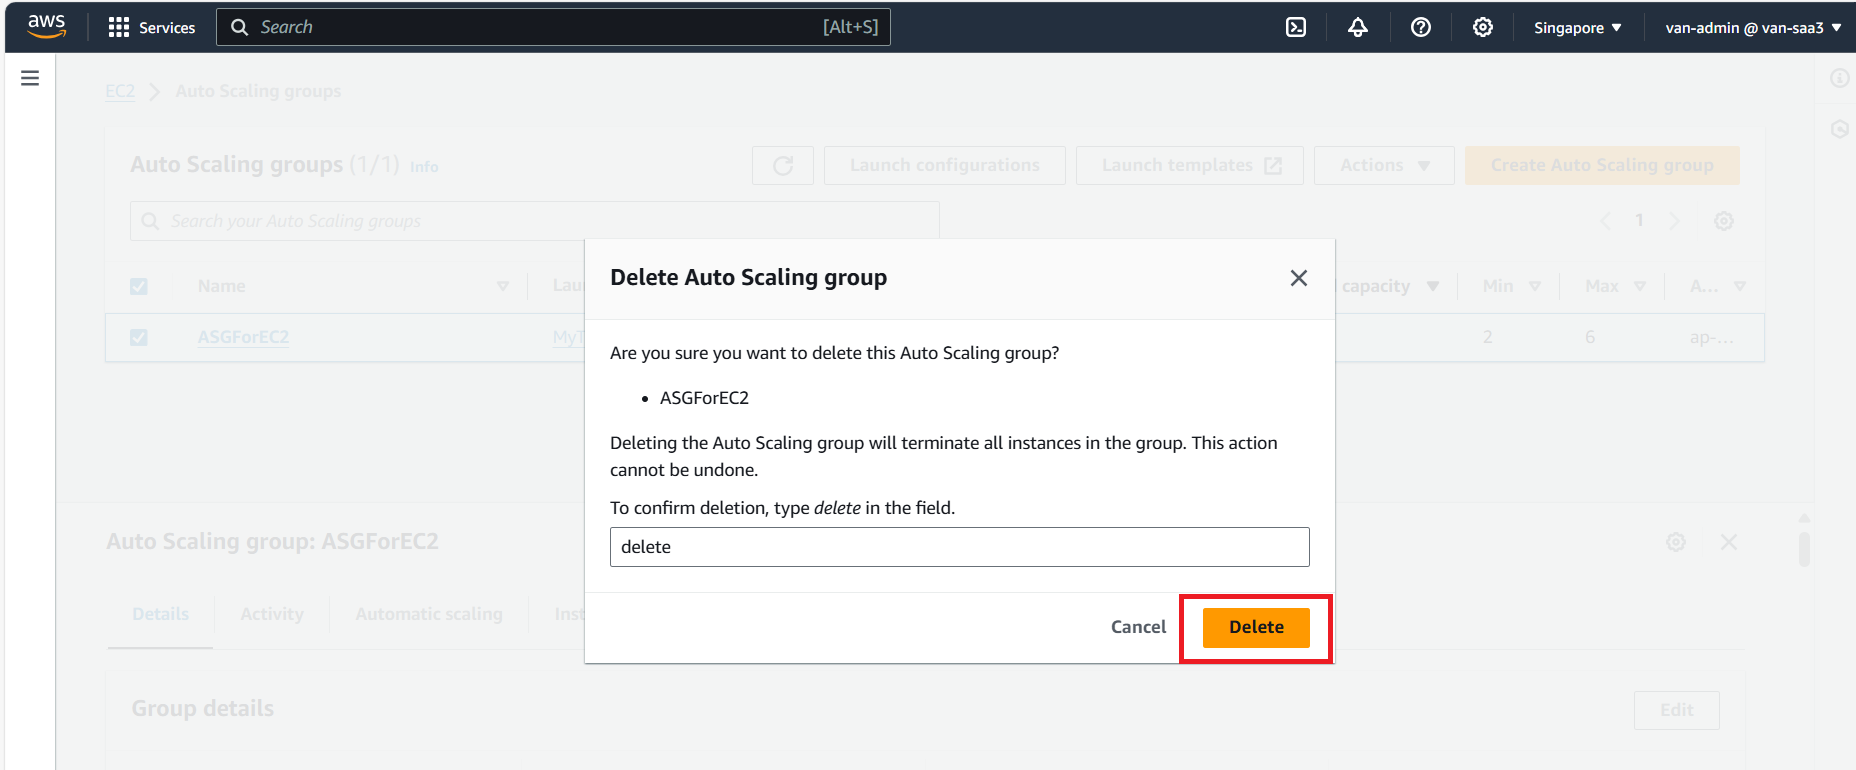 aws Services Search [Alt+S] Singapore van-admin @ van-saa3
EC2 Auto Scaling groups
Auto Scaling groups (1/1) Info Launch configurations Launch templates Actions Create Auto Scaling group
Search your Auto Scaling groups 1
Name Lau capacity Min Max A...
ASGForEC2 MyT 2 6 ap-...
Delete Auto Scaling group
Are you sure you want to delete this Auto Scaling group?
• ASGForEC2
Deleting the Auto Scaling group will terminate all instances in the group. This action
cannot be undone.
To confirm deletion, type delete in the field.
delete
Cancel Delete
Auto Scaling group: ASGForEC2
Details Activity Automatic scaling Inst
Group details Edit